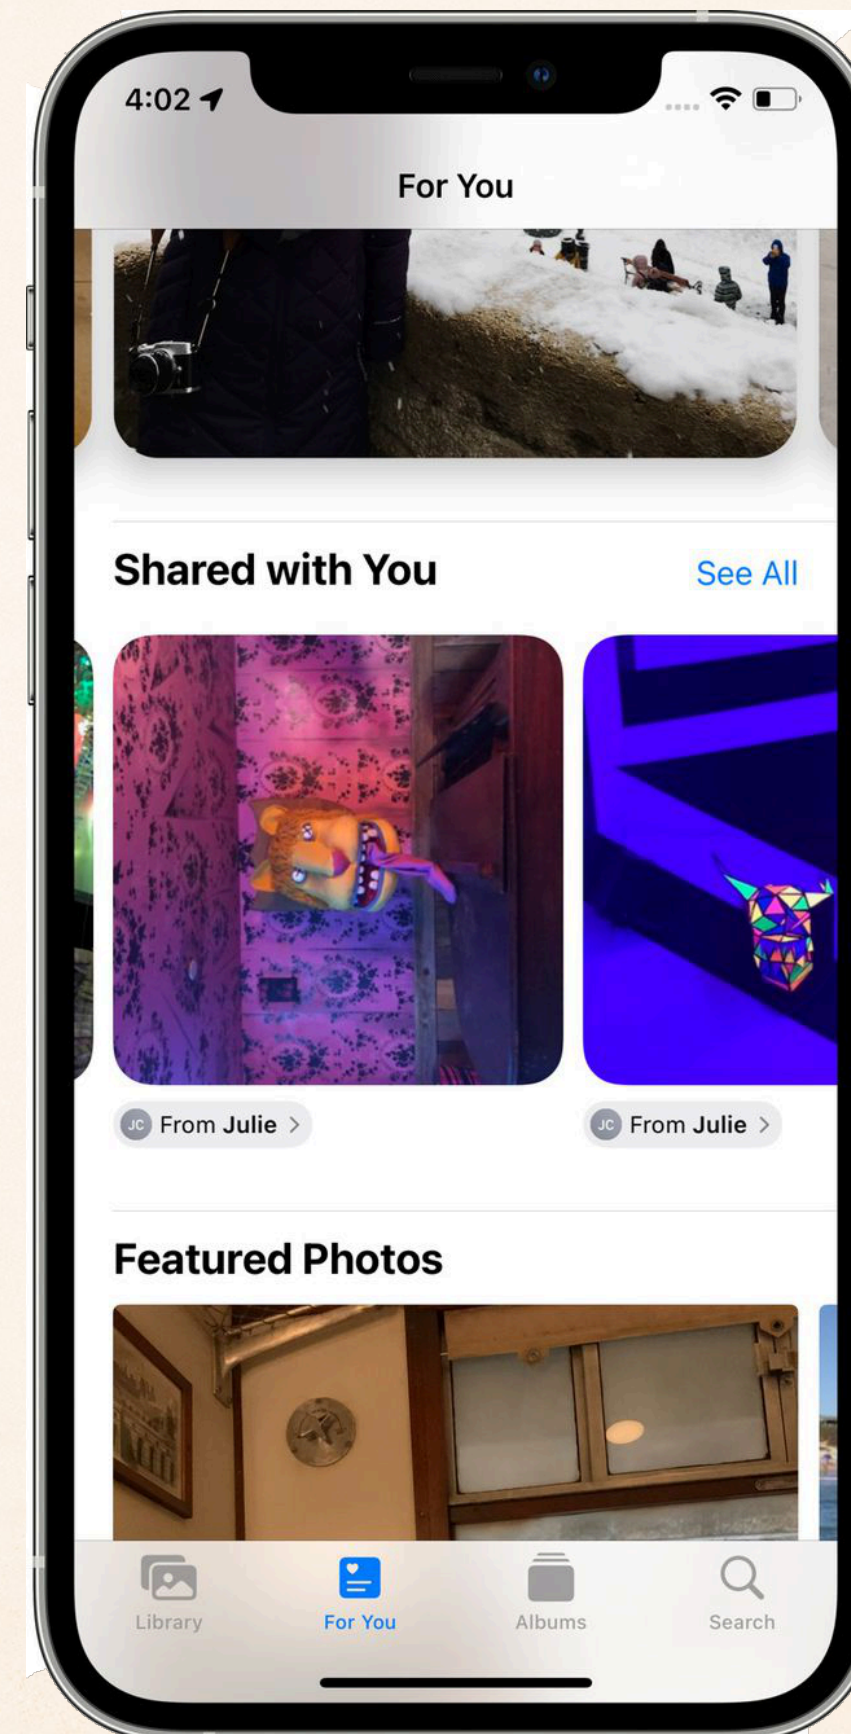 4:02
For You
Shared with You
See All
JC From Julie >
JC From Julie >
Featured Photos
Library
For You
Albums
Search